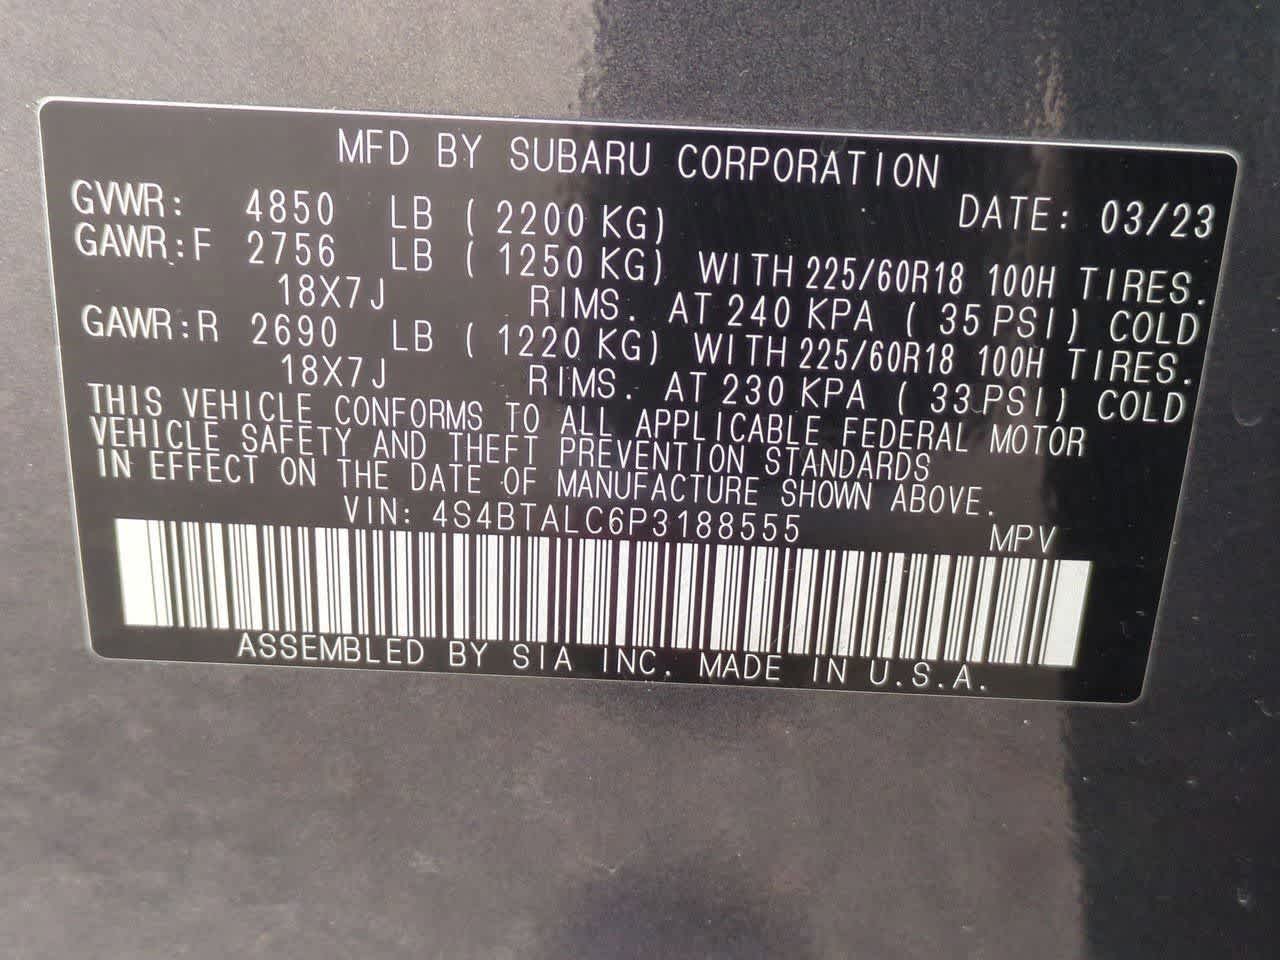 MFD BY SUBARU CORPORATION
GVWR: 4850 LB ( 2200 KG) DATE: 03/23
GAWR:F 2756 LB ( 1250 KG) WITH 225/60R18 100H TIRES.
18X7J RIMS. AT 240 KPA ( 35 PSI) COLD
GAWR:R 2690 LB ( 1220 KG) WITH 225/60R18 100H TIRES.
18X7J RIMS. AT 230 KPA ( 33 PSI) COLD
THIS VEHICLE CONFORMS TO ALL APPLICABLE FEDERAL MOTOR
VEHICLE SAFETY AND THEFT PREVENTION STANDARDS
IN EFFECT ON THE DATE OF MANUFACTURE SHOWN ABOVE.
VIN: 4S4BTALC6P3188555 MPV
ASSEMBLED BY SIA INC. MADE IN U.S.A.